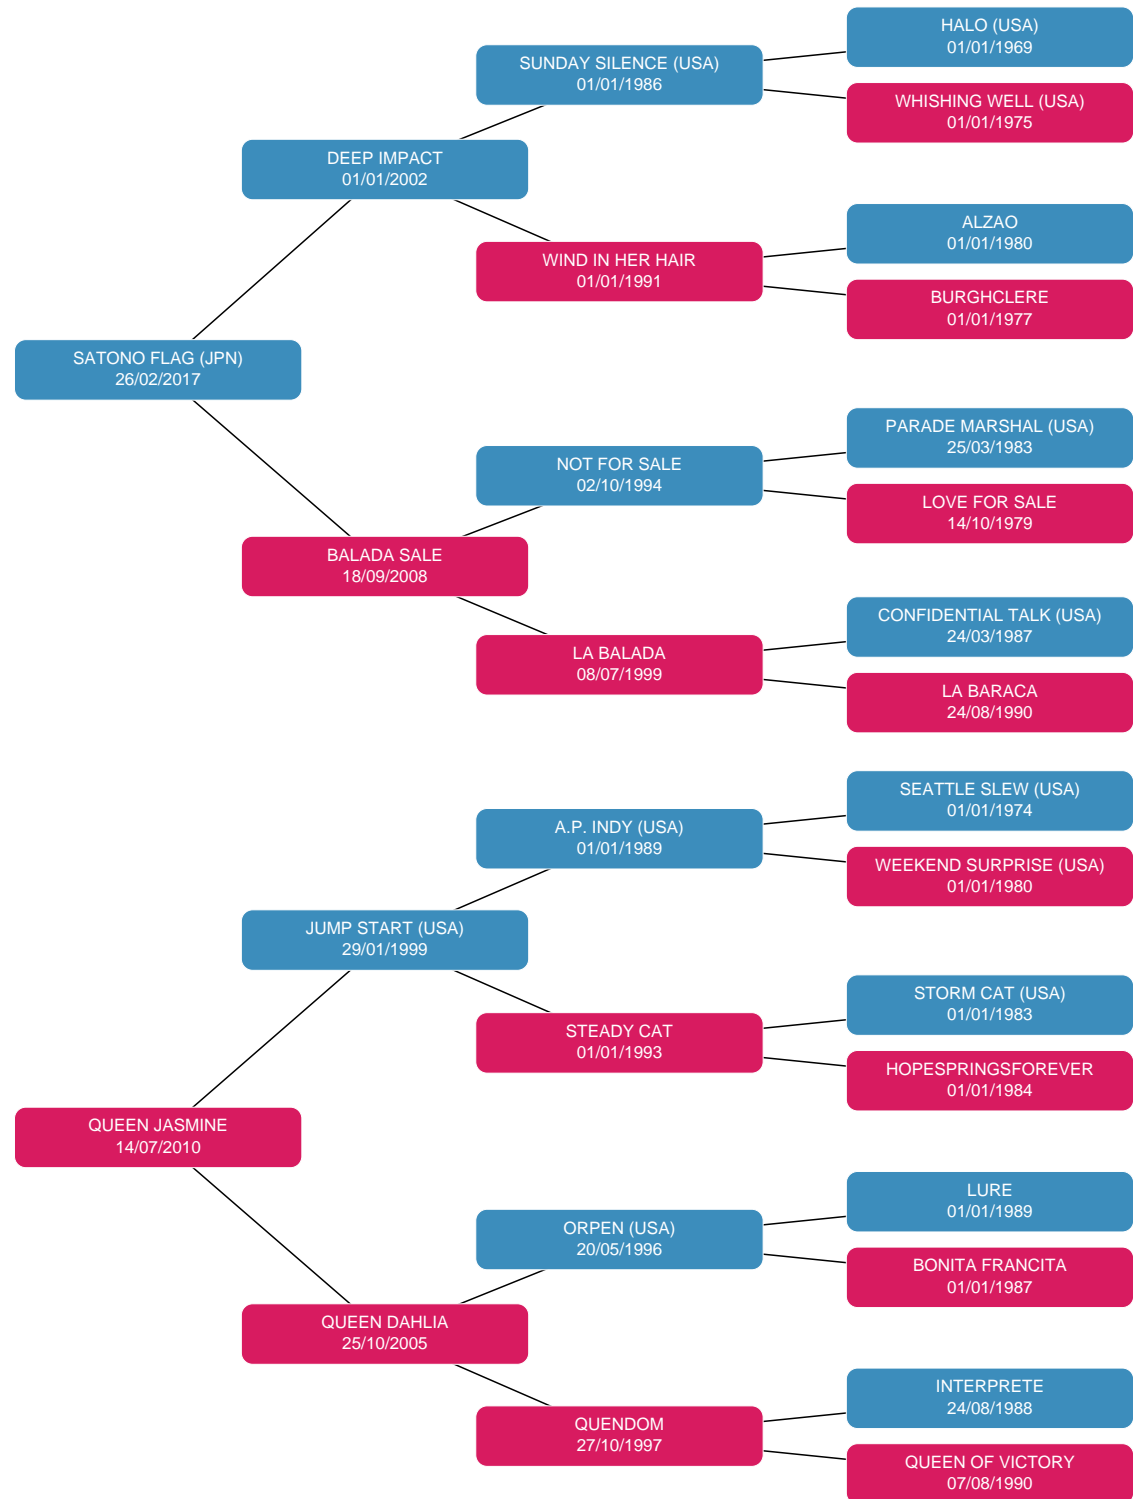 HALO (USA)
01/01/1969
SUNDAY SILENCE (USA)
01/01/1986
WHISHING WELL (USA)
01/01/1975
DEEP IMPACT
01/01/2002
ALZAO
01/01/1980
WIND IN HER HAIR
01/01/1991
BURGHCLERE
01/01/1977
SATONO FLAG (JPN)
26/02/2017
PARADE MARSHAL (USA)
25/03/1983
NOT FOR SALE
02/10/1994
LOVE FOR SALE
14/10/1979
BALADA SALE
18/09/2008
CONFIDENTIAL TALK (USA)
24/03/1987
LA BALADA
08/07/1999
LA BARACA
24/08/1990
SEATTLE SLEW (USA)
01/01/1974
A.P. INDY (USA)
01/01/1989
WEEKEND SURPRISE (USA)
01/01/1980
JUMP START (USA)
29/01/1999
STORM CAT (USA)
01/01/1983
STEADY CAT
01/01/1993
HOPESPRINGSFOREVER
01/01/1984
QUEEN JASMINE
14/07/2010
LURE
01/01/1989
ORPEN (USA)
20/05/1996
BONITA FRANCITA
01/01/1987
QUEEN DAHLIA
25/10/2005
INTERPRETE
24/08/1988
QUENDOM
27/10/1997
QUEEN OF VICTORY
07/08/1990